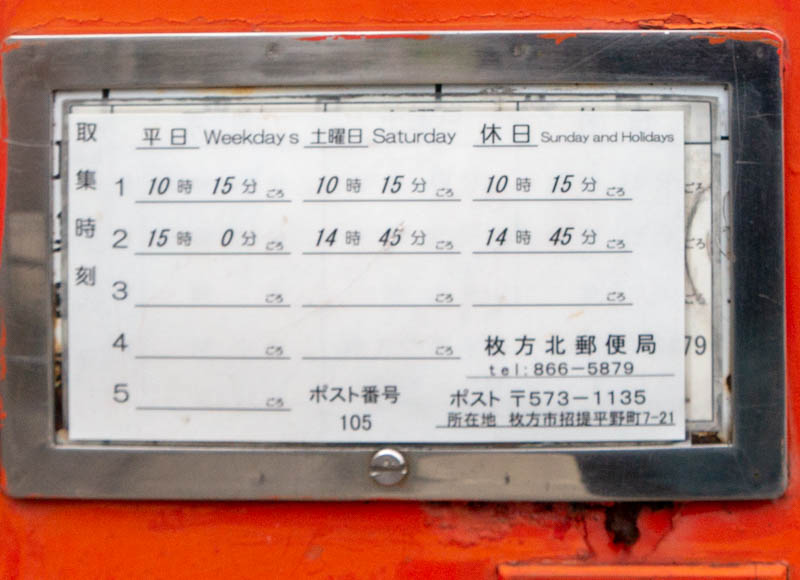 取集時刻
平日 Weekdays 土曜日 Saturday 休日 Sunday and Holidays
1 10時 15分ごろ 10時 15分ごろ 10時 15分ごろ
2 15時 0分ごろ 14時 45分ごろ 14時 45分ごろ
3 ごろ ごろ ごろ
4 ごろ ごろ
枚方北郵便局
tel:866-5879
5 ごろ
ポスト番号
105
ポスト 〒573-1135
所在地 枚方市招提平野町7-21
79